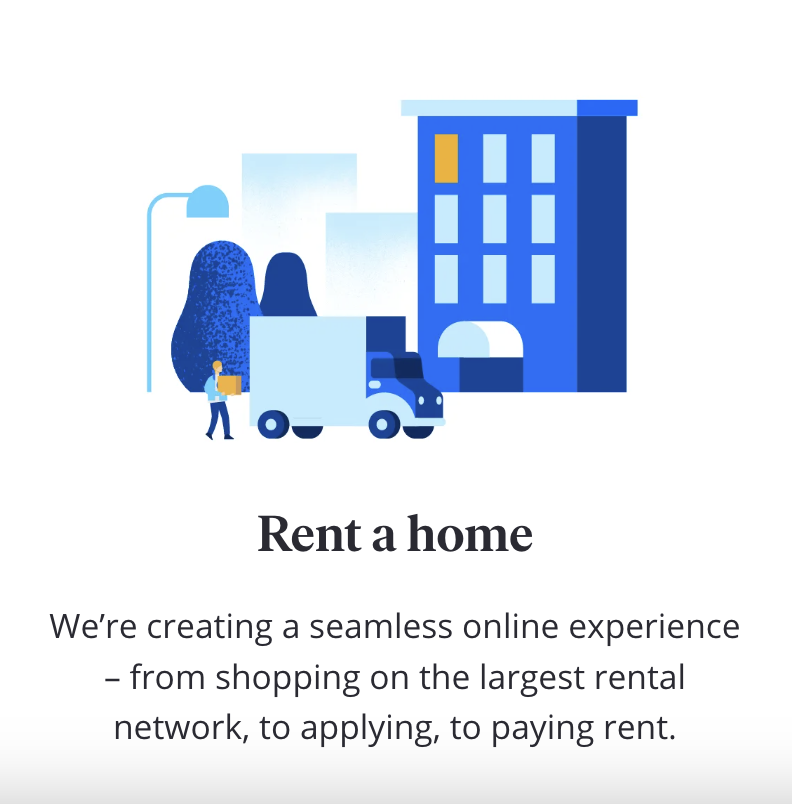 Rent a home
We’re creating a seamless online experience
– from shopping on the largest rental
network, to applying, to paying rent.